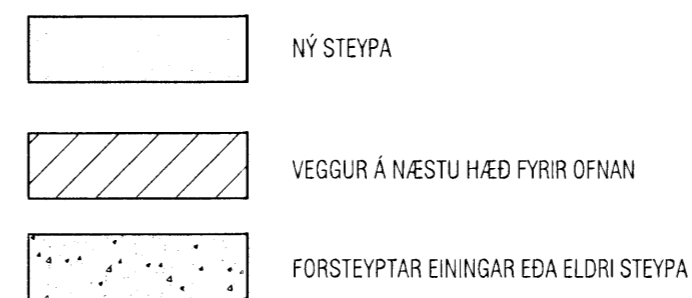 NÝ STEYPA
VEGGUR Á NÆSTU HÆÐ FYRIR OFNAN
FORSTEYPTAR EININGAR EÐA ELDRI STEYPA